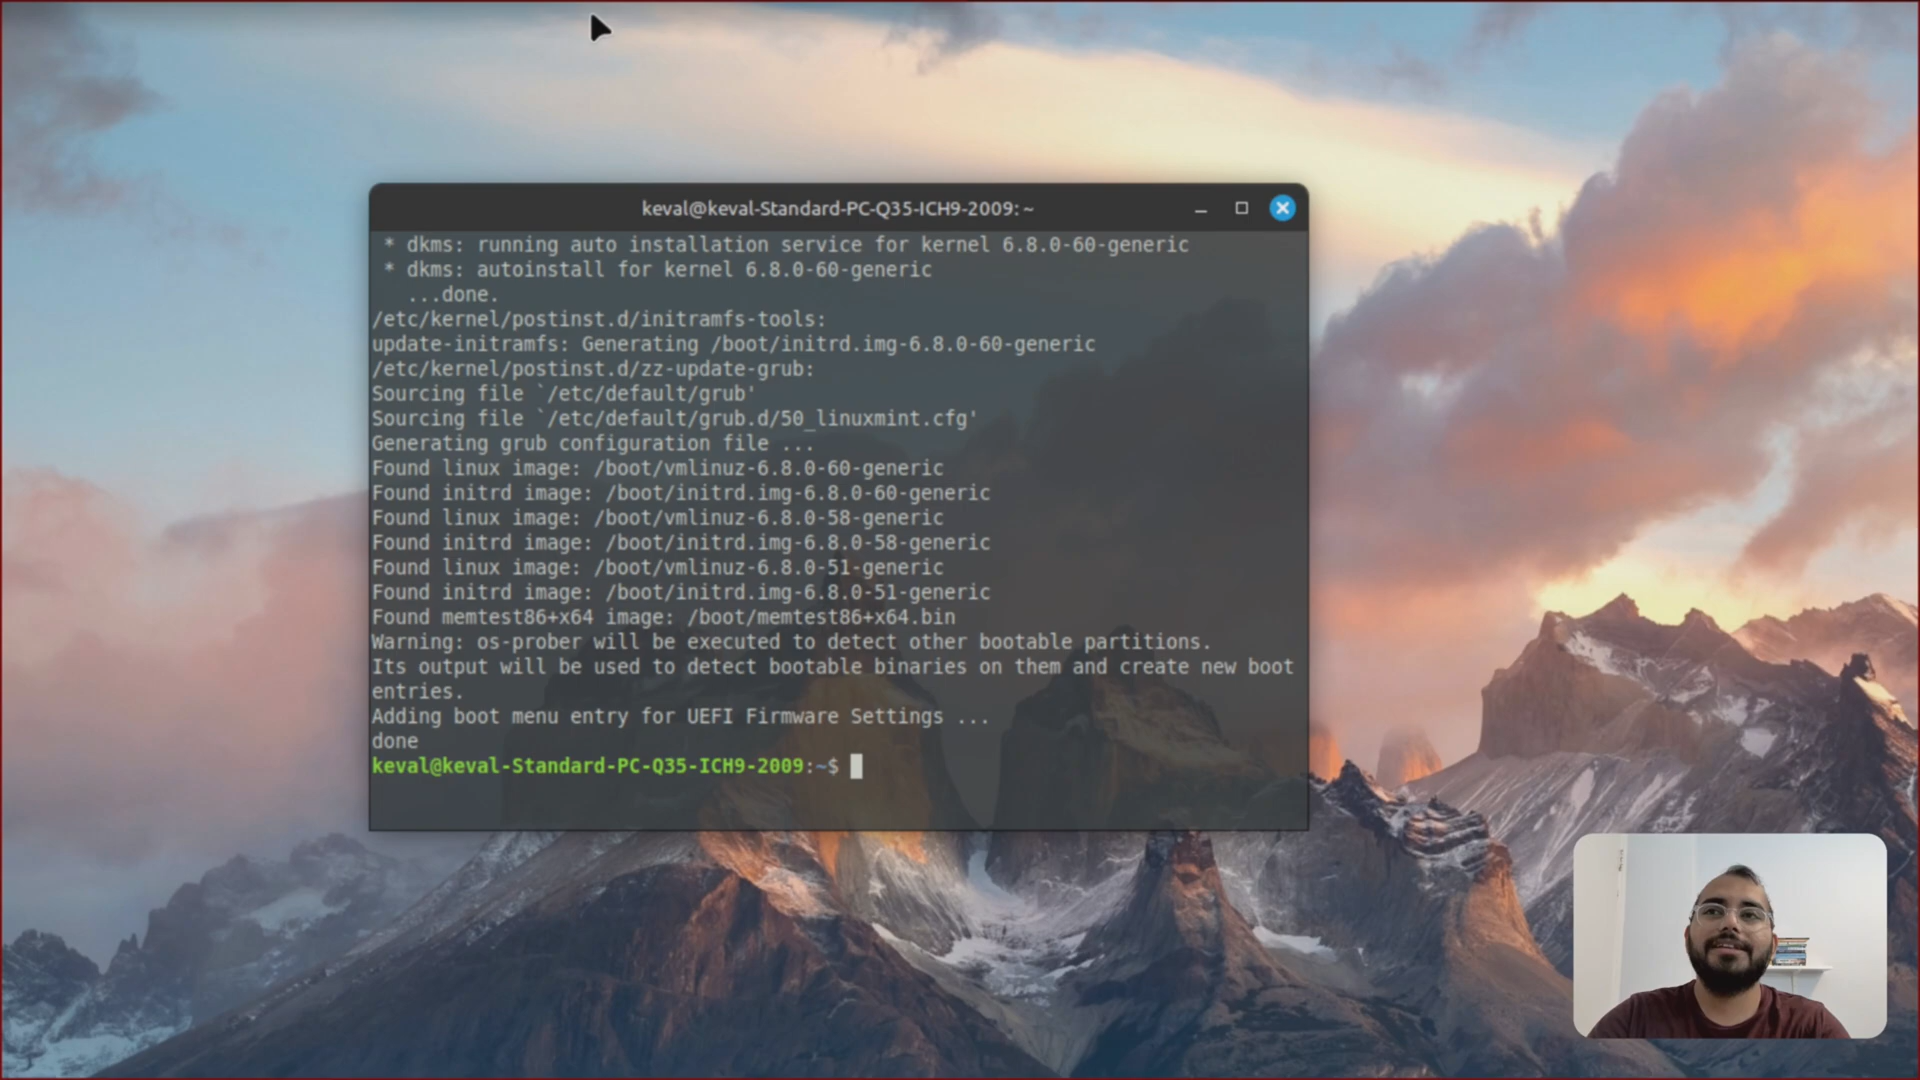 keval@keval-Standard-PC-Q35-ICH9-2009: ~
* dkms: running auto installation service for kernel 6.8.0-60-generic
* dkms: autoinstall for kernel 6.8.0-60-generic
...done.
/etc/kernel/postinst.d/initramfs-tools:
update-initramfs: Generating /boot/initrd.img-6.8.0-60-generic
/etc/kernel/postinst.d/zz-update-grub:
Sourcing file `/etc/default/grub'
Sourcing file `/etc/default/grub.d/50_linuxmint.cfg'
Generating grub configuration file ...
Found linux image: /boot/vmlinuz-6.8.0-60-generic
Found initrd image: /boot/initrd.img-6.8.0-60-generic
Found linux image: /boot/vmlinuz-6.8.0-58-generic
Found initrd image: /boot/initrd.img-6.8.0-58-generic
Found linux image: /boot/vmlinuz-6.8.0-51-generic
Found initrd image: /boot/initrd.img-6.8.0-51-generic
Found memtest86+x64 image: /boot/memtest86+x64.bin
Warning: os-prober will be executed to detect other bootable partitions.
Its output will be used to detect bootable binaries on them and create new boot
entries.
Adding boot menu entry for UEFI Firmware Settings ...
done
keval@keval-Standard-PC-Q35-ICH9-2009:~$